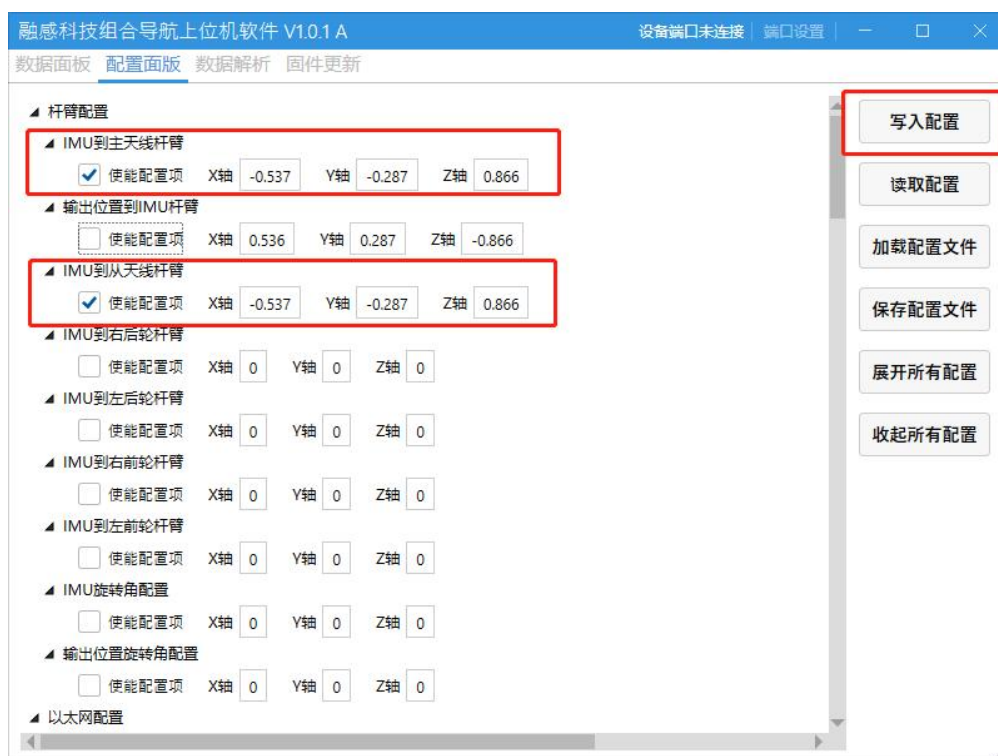 融感科技组合导航上位机软件 V1.0.1 A 设备端口未连接 端口设置
数据面板 配置面版 数据解析 固件更新
杆臂配置
IMU到主天线杆臂
使能配置项 X轴 -0.537 Y轴 -0.287 Z轴 0.866
输出位置到IMU杆臂
使能配置项 X轴 0.536 Y轴 0.287 Z轴 -0.866
IMU到从天线杆臂
使能配置项 X轴 -0.537 Y轴 -0.287 Z轴 0.866
IMU到右后轮杆臂
使能配置项 X轴 0 Y轴 0 Z轴 0
IMU到左后轮杆臂
使能配置项 X轴 0 Y轴 0 Z轴 0
IMU到右前轮杆臂
使能配置项 X轴 0 Y轴 0 Z轴 0
IMU到左前轮杆臂
使能配置项 X轴 0 Y轴 0 Z轴 0
IMU旋转角配置
使能配置项 X轴 0 Y轴 0 Z轴 0
输出位置旋转角配置
使能配置项 X轴 0 Y轴 0 Z轴 0
以太网配置
写入配置
读取配置
加载配置文件
保存配置文件
展开所有配置
收起所有配置